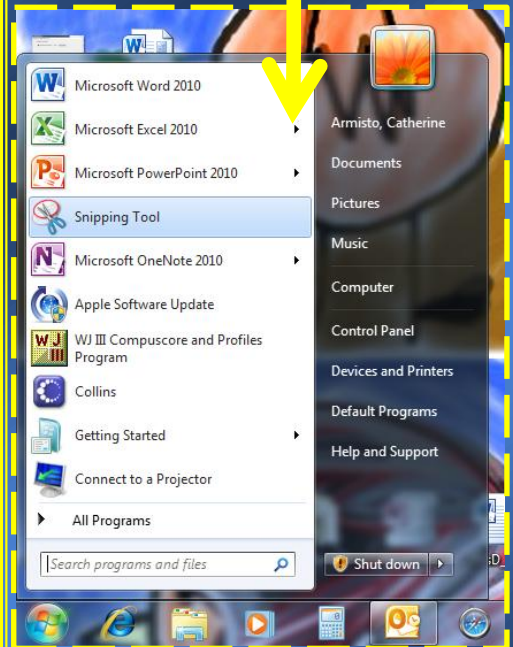 Microsoft Word 2010
Microsoft Excel 2010
Microsoft PowerPoint 2010
Snipping Tool
Microsoft OneNote 2010
Apple Software Update
WJ III Compuscore and Profiles
Program
Collins
Getting Started
Connect to a Projector
All Programs
Search programs and files
Armisto, Catherine
Documents
Pictures
Music
Computer
Control Panel
Devices and Printers
Default Programs
Help and Support
Shut down